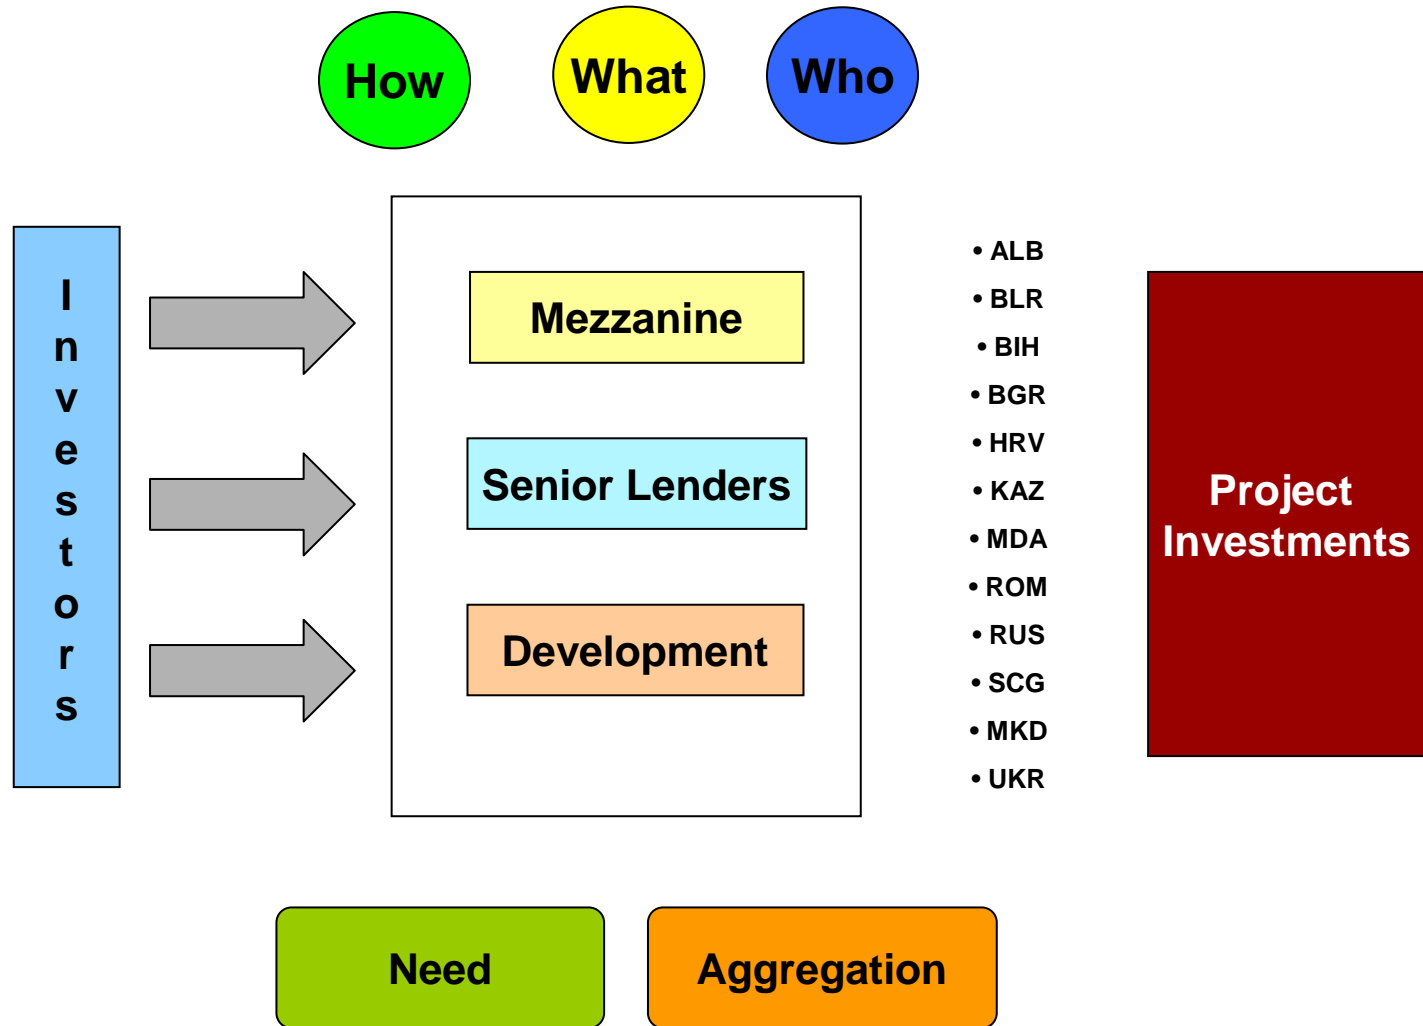 How
What
Who
Investors
Mezzanine
Senior Lenders
Development
• ALB
• BLR
• BIH
• BGR
• HRV
• KAZ
• MDA
• ROM
• RUS
• SCG
• MKD
• UKR
Project
Investments
Need
Aggregation